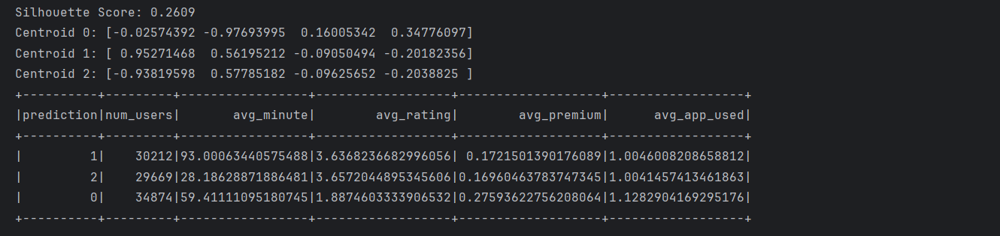 Silhouette Score: 0.2609
Centroid 0: [-0.02574392 -0.97693995  0.16005342  0.34776097]
Centroid 1: [ 0.95271468  0.56195212 -0.09050494 -0.20182356]
Centroid 2: [-0.93819598  0.57785182 -0.09625652 -0.2038825 ]
+----------+---------+-----------------+------------------+-------------------+------------------+
|prediction|num_users|       avg_minute|        avg_rating|        avg_premium|      avg_app_used|
+----------+---------+-----------------+------------------+-------------------+------------------+
|         1|    30212|93.00063440575488|3.6368236682996056| 0.1721501390176089|1.0046008208658812|
|         2|    29669|28.18628871886481|3.6572044895345606|0.16960463783747345|1.0041457413461863|
|         0|    34874|59.41111095180745|1.8874603333906532|0.27593622756208064|1.1282904169295176|
+----------+---------+-----------------+------------------+-------------------+------------------+